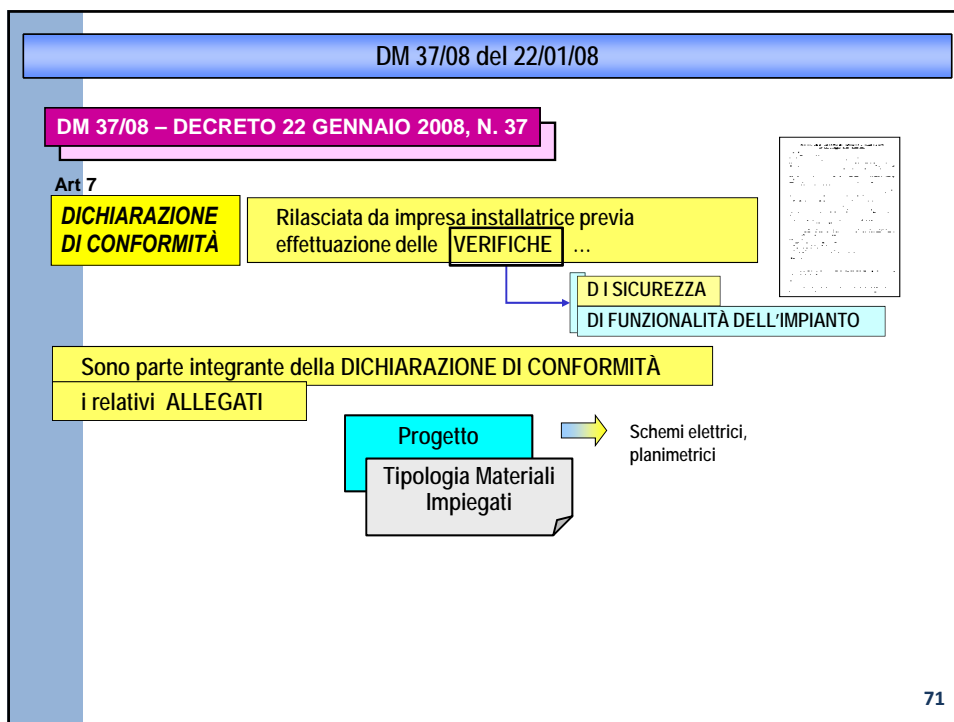 DM 37/08 del 22/01/08
DM 37/08 – DECRETO 22 GENNAIO 2008, N. 37
Art 7
DICHIARAZIONE
DI CONFORMITÀ
Rilasciata da impresa installatrice previa
effettuazione delle VERIFICHE ...
D I SICUREZZA
DI FUNZIONALITÀ DELL'IMPIANTO
Sono parte integrante della DICHIARAZIONE DI CONFORMITÀ
i relativi ALLEGATI
Progetto
Schemi elettrici,
planimetrici
Tipologia Materiali
Impiegati
71